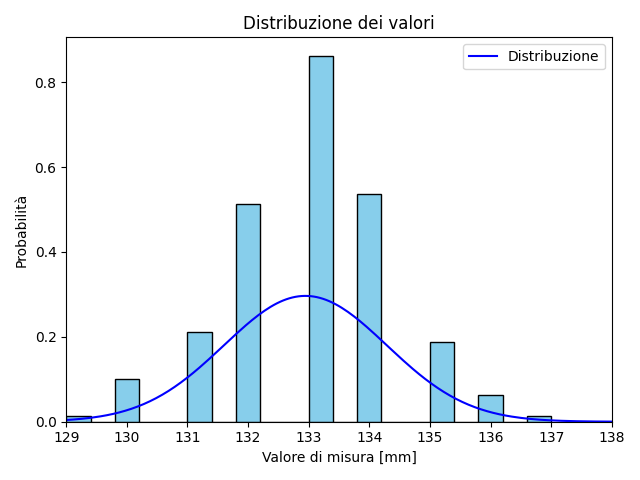 Distribuzione dei valori
Distribuzione
Probabilità
0.8
0.6
0.4
0.2
0.0
129 130 131 132 133 134 135 136 137 138
Valore di misura [mm]